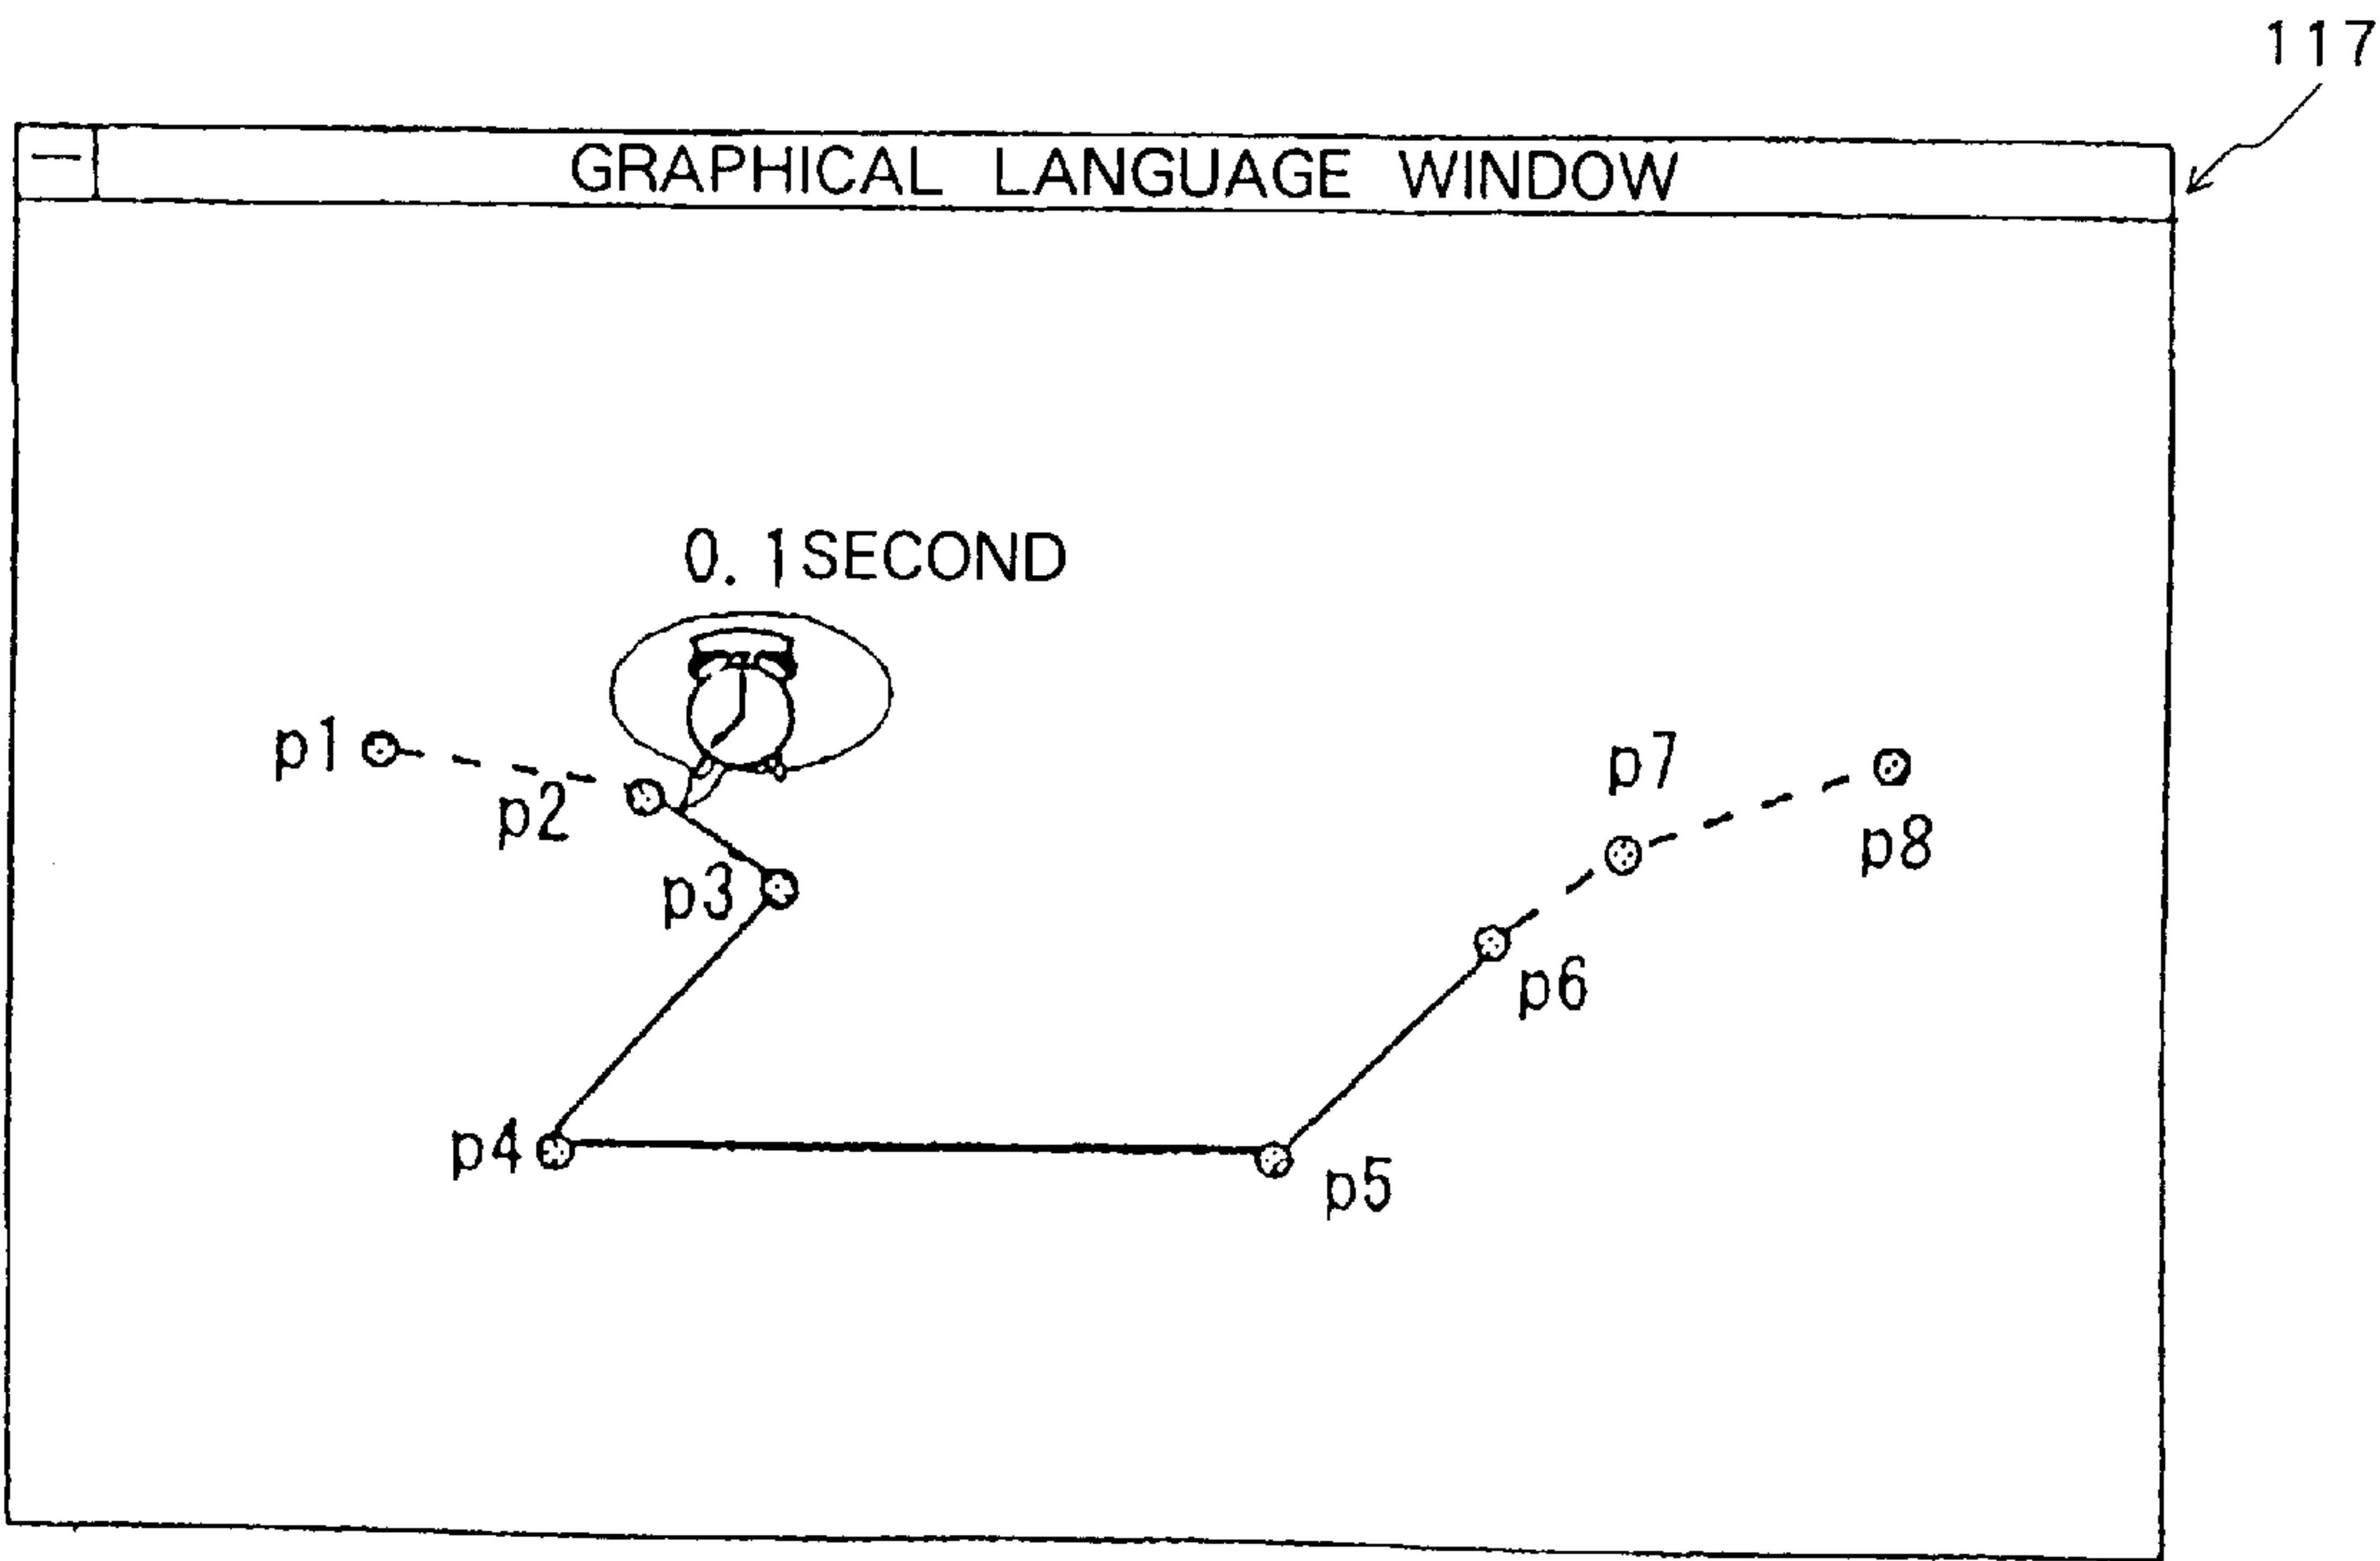 117
GRAPHICAL LANGUAGE WINDOW
0.1SECOND
p1
p2
p3
p4
p5
p6
p7
p8